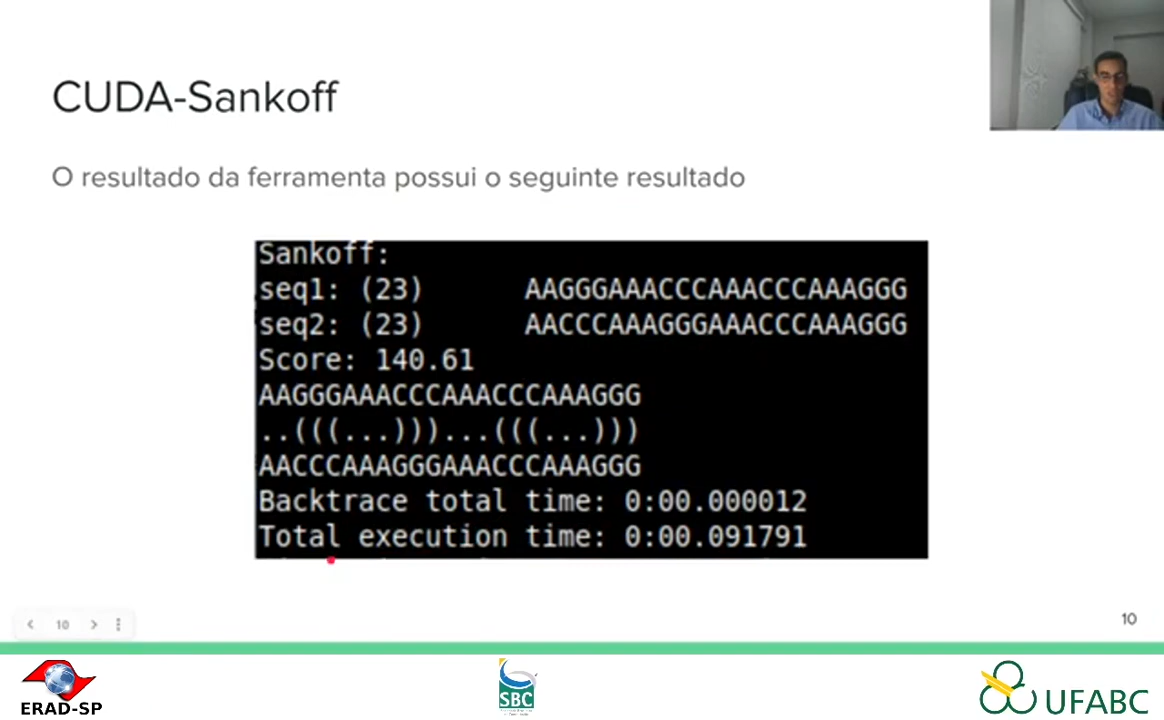 CUDA-Sankoff
O resultado da ferramenta possui o seguinte resultado
Sankoff:
seq1: (23) AAGGGAAACCCAAACCCAAAGGG
seq2: (23) AACCCAAAGGGAAACCCAAAGGG
Score: 140.61
AAGGGAAACCCAAACCCAAAGGG
..(((...)))...(((...)))
AACCCAAAGGGAAACCCAAAGGG
Backtrace total time: 0:00.000012
Total execution time: 0:00.091791
10
10
ERAD-SP
SBC
UFABC